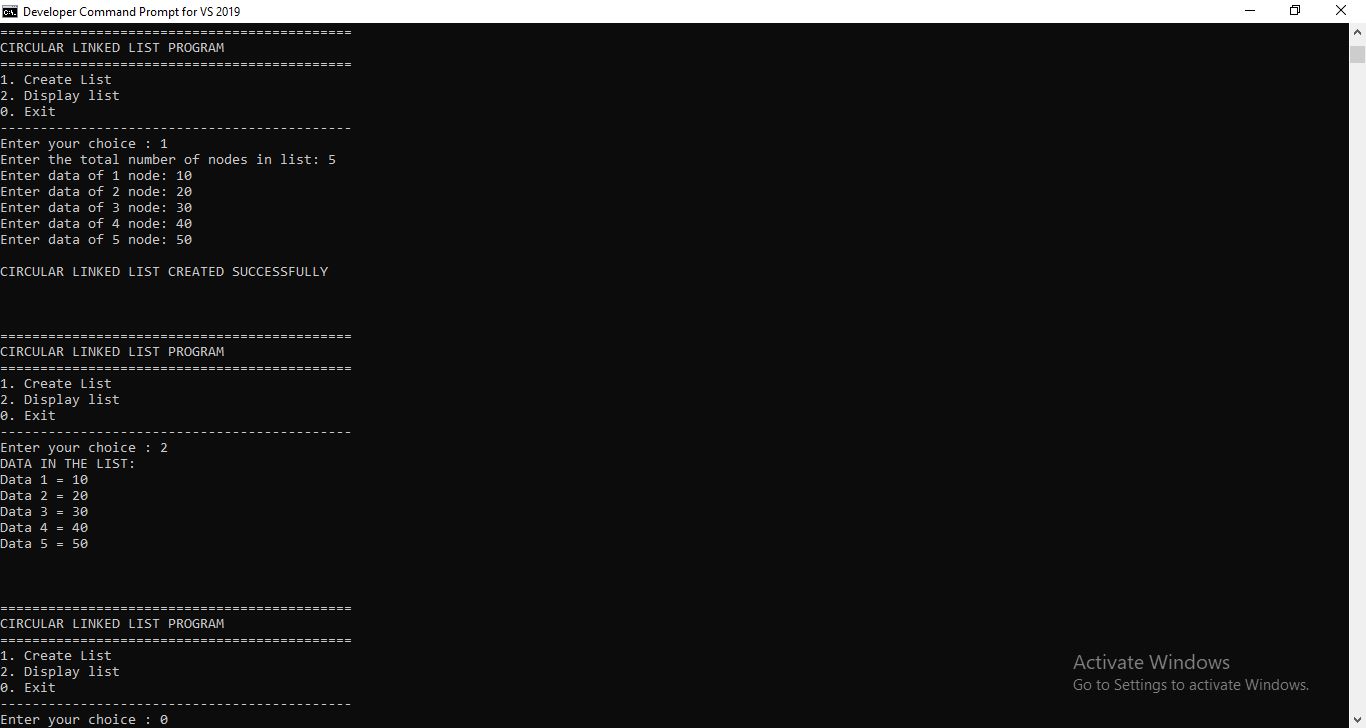 Developer Command Prompt for VS 2019
============================================
CIRCULAR LINKED LIST PROGRAM
============================================
1. Create List
2. Display list
0. Exit
--------------------------------------------
Enter your choice : 1
Enter the total number of nodes in list: 5
Enter data of 1 node: 10
Enter data of 2 node: 20
Enter data of 3 node: 30
Enter data of 4 node: 40
Enter data of 5 node: 50
CIRCULAR LINKED LIST CREATED SUCCESSFULLY
============================================
CIRCULAR LINKED LIST PROGRAM
============================================
1. Create List
2. Display list
0. Exit
--------------------------------------------
Enter your choice : 2
DATA IN THE LIST:
Data 1 = 10
Data 2 = 20
Data 3 = 30
Data 4 = 40
Data 5 = 50
============================================
CIRCULAR LINKED LIST PROGRAM
============================================
1. Create List
2. Display list
0. Exit
--------------------------------------------
Enter your choice : 0
Activate Windows
Go to Settings to activate Windows.